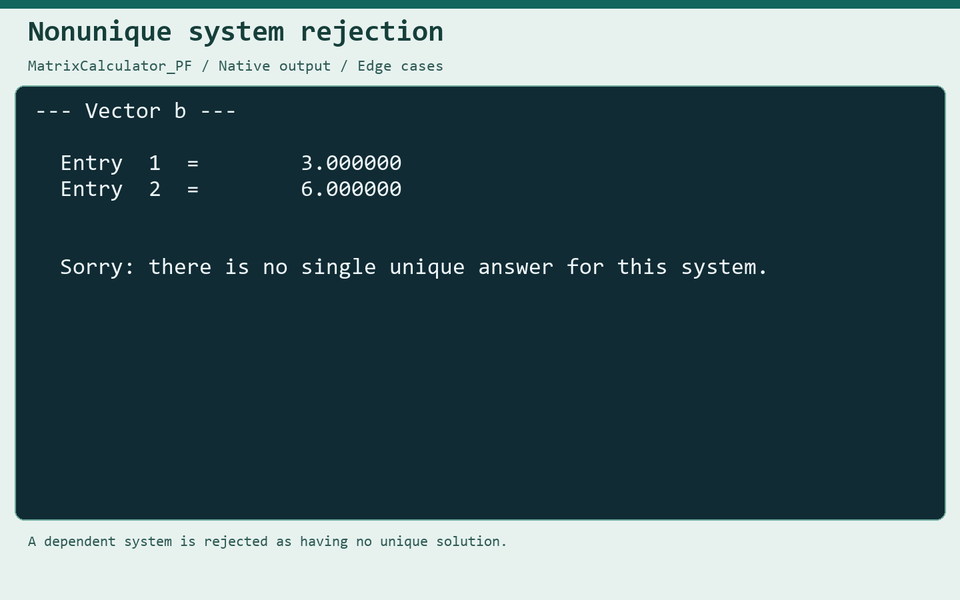 Nonunique system rejection
MatrixCalculator_PF / Native output / Edge cases
--- Vector b ---
Entry  1  =        3.000000
Entry  2  =        6.000000
Sorry: there is no single unique answer for this system.
A dependent system is rejected as having no unique solution.